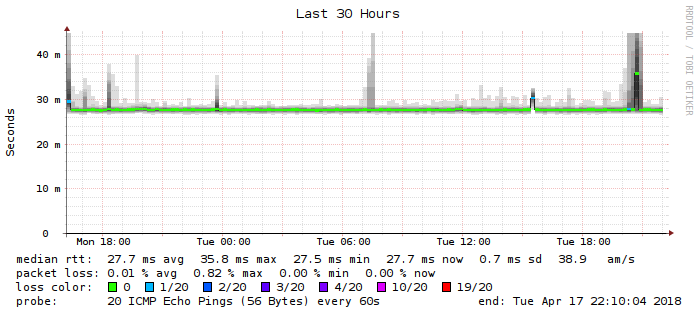 Last 30 Hours
RRDTOOL / TOBI OETIKER
Seconds
40 m
30 m
20 m
10 m
0
Mon 18:00 Tue 00:00 Tue 06:00 Tue 12:00 Tue 18:00
median rtt: 27.7 ms avg 35.8 ms max 27.5 ms min 27.7 ms now 0.7 ms sd 38.9 am/s
packet loss: 0.01 % avg 0.82 % max 0.00 % min 0.00 % now
loss color: 0 1/20 2/20 3/20 4/20 10/20 19/20
probe: 20 ICMP Echo Pings (56 Bytes) every 60s end: Tue Apr 17 22:10:04 2018